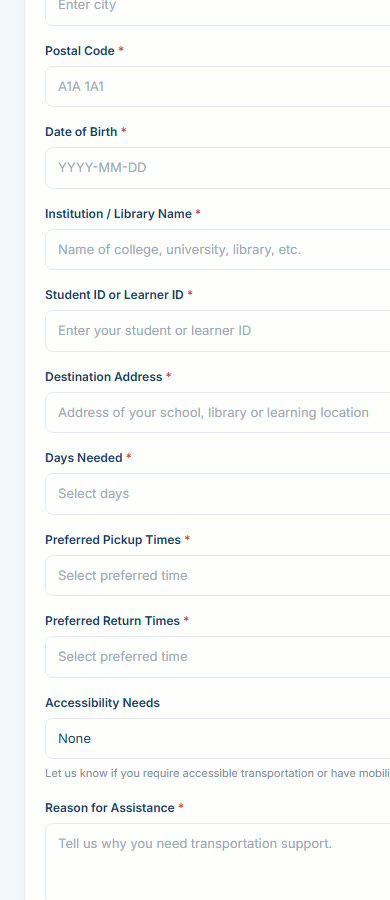 Enter city
Postal Code *
A1A 1A1
Date of Birth *
YYYY-MM-DD
Institution / Library Name *
Name of college, university, library, etc.
Student ID or Learner ID *
Enter your student or learner ID
Destination Address *
Address of your school, library or learning location
Days Needed *
Select days
Preferred Pickup Times *
Select preferred time
Preferred Return Times *
Select preferred time
Accessibility Needs
None
Let us know if you require accessible transportation or have mobili
Reason for Assistance *
Tell us why you need transportation support.